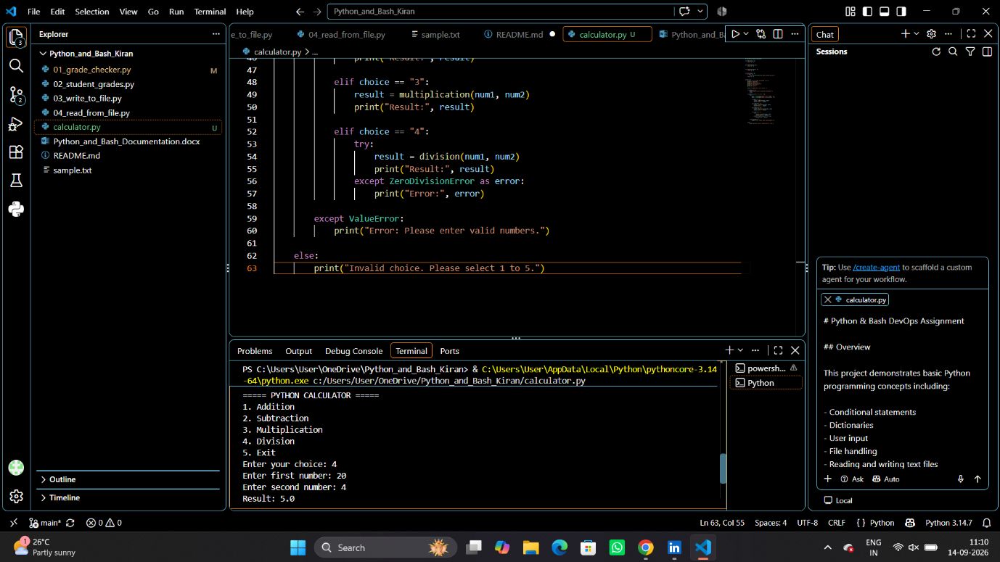 File Edit Selection View Go Run Terminal Help
Python_and_Bash_Kiran
Explorer
3
Python_and_Bash_Kiran
01_grade_checker.py M
02_student_grades.py
2
03_write_to_file.py
04_read_from_file.py
calculator.py U
Python_and_Bash_Documentation.docx
README.md
sample.txt
Outline
Timeline
e_to_file.py 04_read_from_file.py sample.txt README.md calculator.py U Python_and_B
calculator.py > ...
46 print("Result:", result)
47
48 elif choice == "3":
49 result = multiplication(num1, num2)
50 print("Result:", result)
51
52 elif choice == "4":
53 try:
54 result = division(num1, num2)
55 print("Result:", result)
56 except ZeroDivisionError as error:
57 print("Error:", error)
58
59 except ValueError:
60 print("Error: Please enter valid numbers.")
61
62 else:
63 print("Invalid choice. Please select 1 to 5.")
Problems Output Debug Console Terminal Ports
PS C:\Users\User\OneDrive\Python_and_Bash_Kiran> & C:\Users\User\AppData\Local\Python\pythoncore-3.14
-64\python.exe c:/Users/User/OneDrive/Python_and_Bash_Kiran/calculator.py
===== PYTHON CALCULATOR =====
1. Addition
2. Subtraction
3. Multiplication
4. Division
5. Exit
Enter your choice: 4
Enter first number: 20
Enter second number: 4
Result: 5.0
powersh...
Python
Chat
Sessions
Tip: Use /create-agent to scaffold a custom
agent for your workflow.
calculator.py
# Python & Bash DevOps Assignment
## Overview
This project demonstrates basic Python
programming concepts including:
- Conditional statements
- Dictionaries
- User input
- File handling
- Reading and writing text files
Ask Auto
Local
main* 0 0 Ln 63, Col 55 Spaces: 4 UTF-8 CRLF { } Python Python 3.14.7
1
26°C
Partly sunny
Search
in
ENG
IN
11:10
14-09-2026